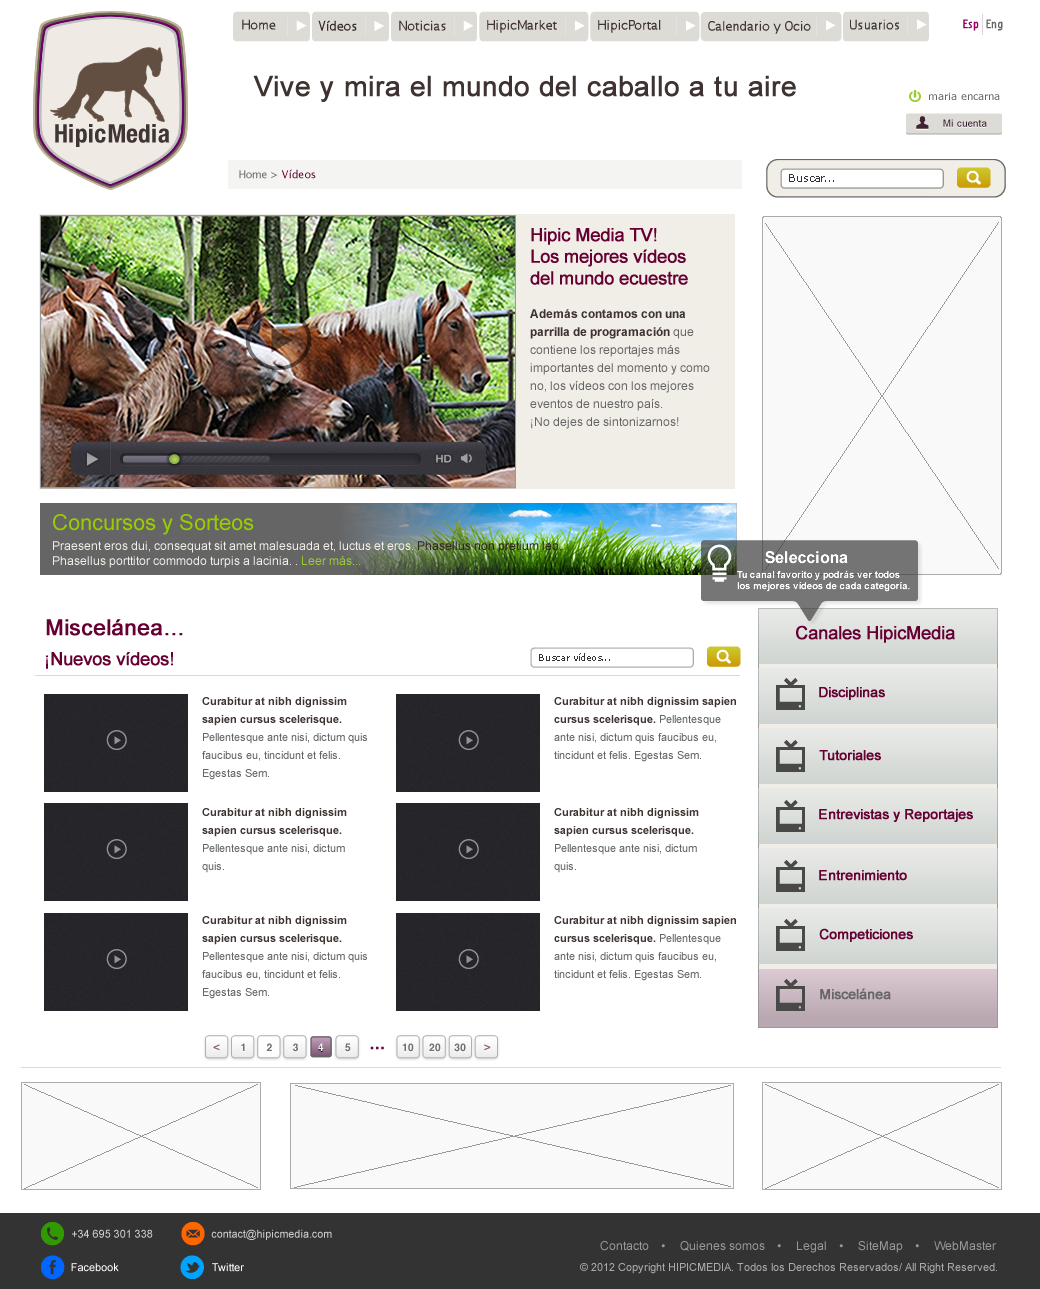 HipicMedia
Home
Vídeos
Noticias
HipicMarket
HipicPortal
Calendario y Ocio
Usuarios
Esp
Eng
Vive y mira el mundo del caballo a tu aire
maria encarna
Mi cuenta
Home > Vídeos
Buscar...
Hipic Media TV!
Los mejores vídeos
del mundo ecuestre
Además contamos con una
parrilla de programación que
contiene los reportajes más
importantes del momento y como
no, los vídeos con los mejores
eventos de nuestro país.
¡No dejes de sintonizarnos!
HD
Concursos y Sorteos
Praesent eros dui, consequat sit amet malesuada et, luctus et eros. Phasellus non pretium leo.
Phasellus porttitor commodo turpis a lacinia. . Leer más...
Selecciona
Tu canal favorito y podrás ver todos
los mejores videos de cada categoría.
Miscelánea...
¡Nuevos vídeos!
Buscar vídeos...
Curabitur at nibh dignissim
sapien cursus scelerisque.
Pellentesque ante nisi, dictum quis
faucibus eu, tincidunt et felis.
Egestas Sem.
Curabitur at nibh dignissim sapien
cursus scelerisque. Pellentesque
ante nisi, dictum quis faucibus eu,
tincidunt et felis. Egestas Sem.
Curabitur at nibh dignissim
sapien cursus scelerisque.
Pellentesque ante nisi, dictum
quis.
Curabitur at nibh dignissim
sapien cursus scelerisque.
Pellentesque ante nisi, dictum
quis.
Curabitur at nibh dignissim
sapien cursus scelerisque.
Pellentesque ante nisi, dictum quis
faucibus eu, tincidunt et felis.
Egestas Sem.
Curabitur at nibh dignissim sapien
cursus scelerisque. Pellentesque
ante nisi, dictum quis faucibus eu,
tincidunt et felis. Egestas Sem.
Canales HipicMedia
Disciplinas
Tutoriales
Entrevistas y Reportajes
Entrenimiento
Competiciones
Miscelánea
< 1 2 3 4 5 ... 10 20 30 >
+34 695 301 338
contact@hipicmedia.com
Facebook
Twitter
Contacto • Quienes somos • Legal • SiteMap • WebMaster
© 2012 Copyright HIPICMEDIA. Todos los Derechos Reservados/ All Right Reserved.